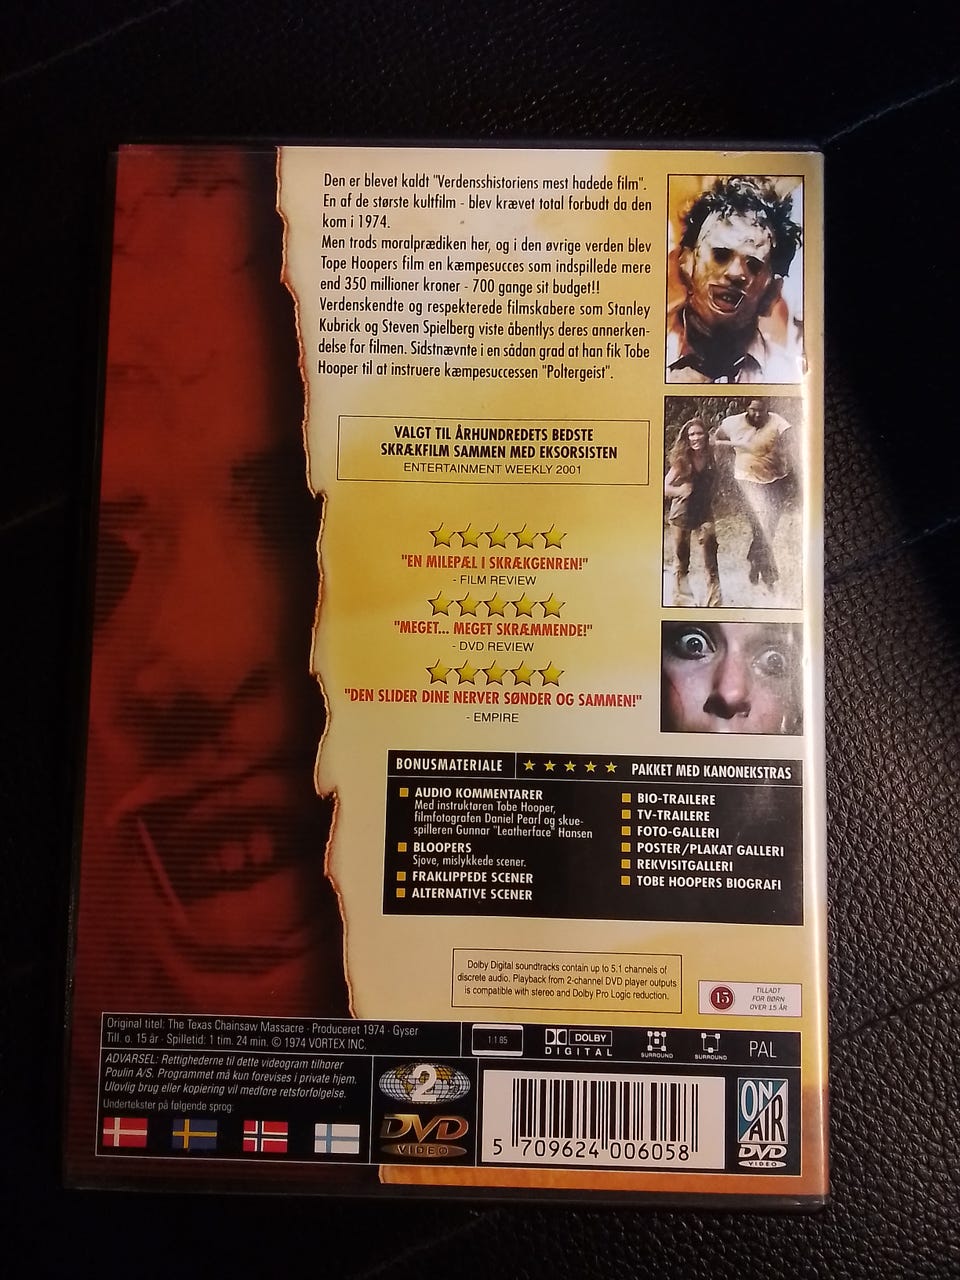 Den er blevet kaldt "Verdensshistoriens mest hadede film".
En af de største kultfilm - blev krævet total forbudt da den
kom i 1974.
Men trods moralprædiken her, og i den øvrige verden blev
Tope Hoopers film en kæmpesucces som indspillede mere
end 350 millioner kroner - 700 gange sit budget!!
Verdenskendte og respekterede filmskabere som Stanley
Kubrick og Steven Spielberg viste åbentlys deres annerken-
delse for filmen. Sidstnævnte i en sådan grad at han fik Tobe
Hooper til at instruere kæmpesuccessen "Poltergeist".
VALGT TIL ÅRHUNDREDETS BEDSTE
SKRÆKFILM SAMMEN MED EKSORSISTEN
ENTERTAINMENT WEEKLY 2001
"EN MILEPÆL I SKRÆKGENREN!"
- FILM REVIEW
"MEGET... MEGET SKRÆMMENDE!"
- DVD REVIEW
"DEN SLIDER DINE NERVER SØNDER OG SAMMEN!"
- EMPIRE
BONUSMATERIALE
PAKKET MED KANONEKSTRAS
AUDIO KOMMENTARER
Med instruktøren Tobe Hooper,
filmfotografen Daniel Pearl og skue-
spilleren Gunnar "Leatherface" Hansen
BLOOPERS
Sjove, mislykkede scener.
FRAKLIPPEDE SCENER
ALTERNATIVE SCENER
BIO-TRAILERE
TV-TRAILERE
FOTO-GALLERI
POSTER/PLAKAT GALLERI
REKVISITGALLERI
TOBE HOOPERS BIOGRAFI
Dolby Digital soundtracks contain up to 5.1 channels of
discrete audio. Playback from 2-channel DVD player outputs
is compatible with stereo and Dolby Pro Logic reduction.
15
TILLADT
FOR BØRN
OVER 15 ÅR
Original titel: The Texas Chainsaw Massacre · Produceret 1974 · Gyser
Till. o. 15 år · Spilletid: 1 tim. 24 min. © 1974 VORTEX INC.
1:1 85
DOLBY
DIGITAL
SURROUND
SURROUND
PAL
ADVARSEL: Rettighederne til dette videogram tilhører
Poulin A/S. Programmet må kun forevises i private hjem.
Ulovlig brug eller kopiering vil medføre retsforfølgelse.
Undertekster på følgende sprog:
2
DVD
VIDEO
5 709624 006058
ON
AIR
DVD
VIDEO